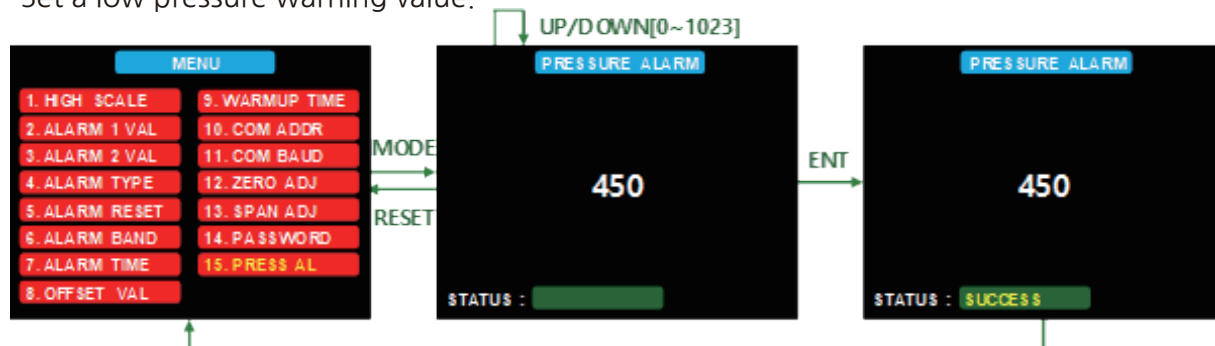 Set a low pressure warning value.
UP/DOWN[0~1023]
MENU
1. HIGH SCALE
2. ALARM 1 VAL
3. ALARM 2 VAL
4. ALARM TYPE
5. ALARM RESET
6. ALARM BAND
7. ALARM TIME
8. OFFSET VAL
9. WARMUP TIME
10. COM ADDR
11. COM BAUD
12. ZERO ADJ
13. SPAN ADJ
14. PASSWORD
15. PRESS AL
MODE
RESET
PRESSURE ALARM
450
STATUS :
ENT
PRESSURE ALARM
450
STATUS : SUCCESS